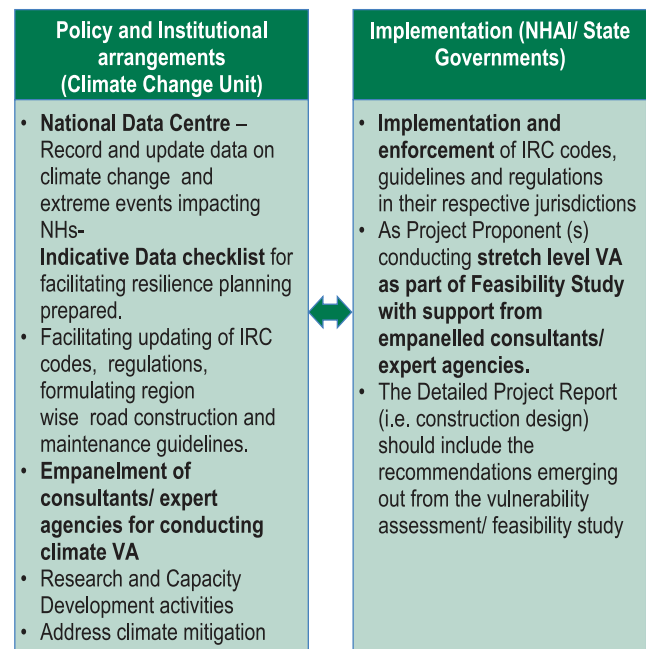 Policy and Institutional
arrangements
(Climate Change Unit)
• National Data Centre –
Record and update data on
climate change and
extreme events impacting
NHs-
Indicative Data checklist for
facilitating resilience planning
prepared.
• Facilitating updating of IRC
codes, regulations,
formulating region
wise road construction and
maintenance guidelines.
• Empanelment of
consultants/ expert
agencies for conducting
climate VA
• Research and Capacity
Development activities
• Address climate mitigation
Implementation (NHAI/ State
Governments)
• Implementation and
enforcement of IRC codes,
guidelines and regulations
in their respective jurisdictions
• As Project Proponent (s)
conducting stretch level VA
as part of Feasibility Study
with support from
empanelled consultants/
expert agencies.
• The Detailed Project Report
(i.e. construction design)
should include the
recommendations emerging
out from the vulnerability
assessment/ feasibility study